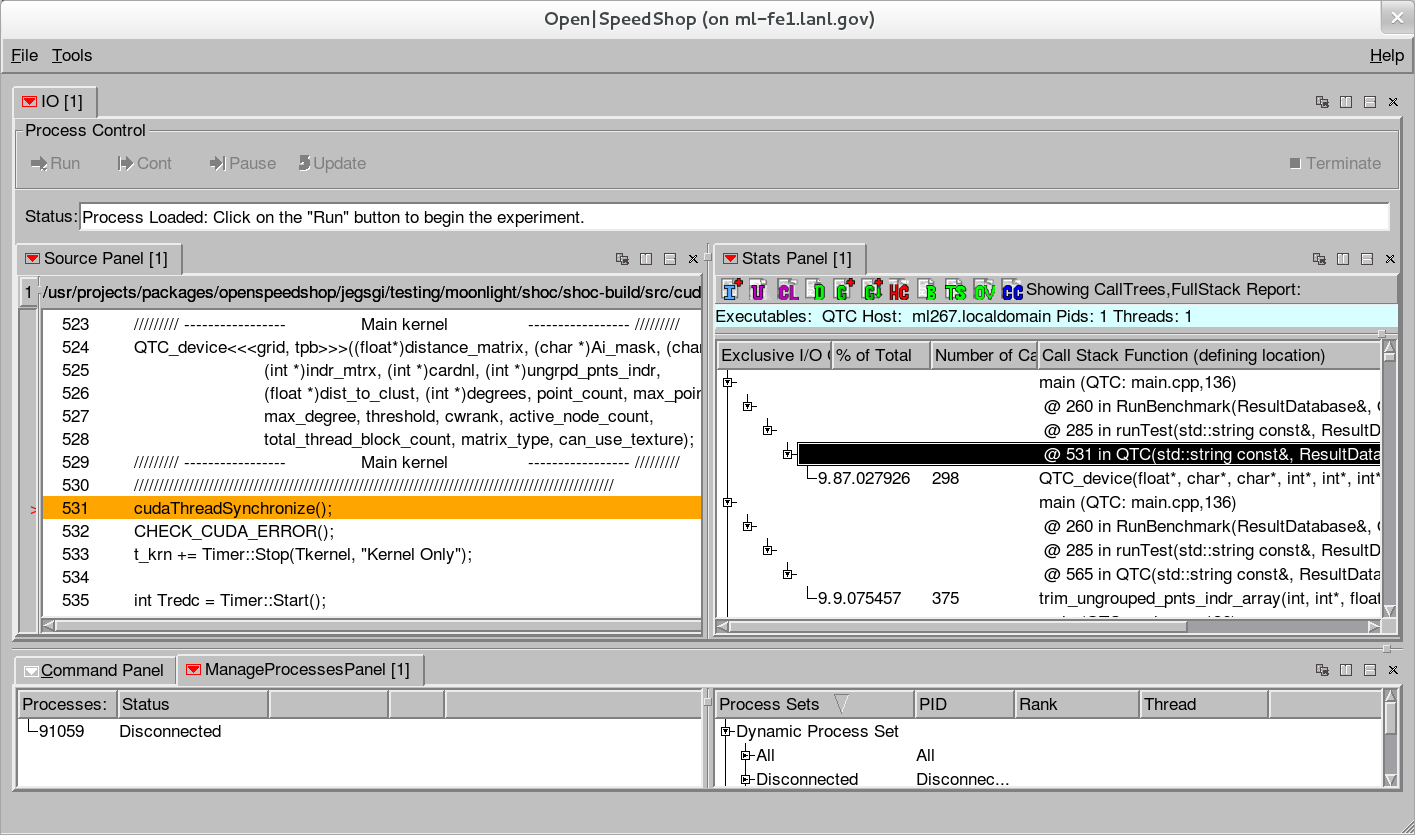 Open|SpeedShop (on ml-fe1.lanl.gov)
File Tools Help
IO [1]
Process Control
Run Cont Pause Update Terminate
Status: Process Loaded: Click on the "Run" button to begin the experiment.
Source Panel [1]
1 /usr/projects/packages/openspeedshop/jegsgi/testing/moonlight/shoc/shoc-build/src/cud
523 ///////// ------------------ Main kernel ------------------ /////////
524 QTC_device<<<grid, tpb>>>((float*)distance_matrix, (char *)Ai_mask, (char
525 (int *)indr_mtrx, (int *)cardnl, (int *)ungrpd_pnts_indr,
526 (float *)dist_to_clust, (int *)degrees, point_count, max_poin
527 max_degree, threshold, cwrank, active_node_count,
528 total_thread_block_count, matrix_type, can_use_texture);
529 ///////// ------------------ Main kernel ------------------ /////////
530 ////////////////////////////////////////////////////////////////////////////////////////////////
> 531 cudaThreadSynchronize();
532 CHECK_CUDA_ERROR();
533 t_krn += Timer::Stop(Tkernel, "Kernel Only");
534
535 int Tredc = Timer::Start();
Stats Panel [1]
I U CL D G G HC B TS OV CC Showing CallTrees,FullStack Report:
Executables: QTC Host: ml267.localdomain Pids: 1 Threads: 1
Exclusive I/O % of Total Number of Ca Call Stack Function (defining location)
main (QTC: main.cpp,136)
@ 260 in RunBenchmark(ResultDatabase&,
@ 285 in runTest(std::string const&, ResultD
@ 531 in QTC(std::string const&, ResultData
9. 87.027926 298 QTC_device(float*, char*, char*, int*, int*, int*
main (QTC: main.cpp,136)
@ 260 in RunBenchmark(ResultDatabase&,
@ 285 in runTest(std::string const&, ResultD
@ 565 in QTC(std::string const&, ResultData
9. 9.075457 375 trim_ungrouped_pnts_indr_array(int, int*, float
Command Panel ManageProcessesPanel [1]
Processes: Status
91059 Disconnected
Process Sets PID Rank Thread
Dynamic Process Set
All All
Disconnected Disconnec...